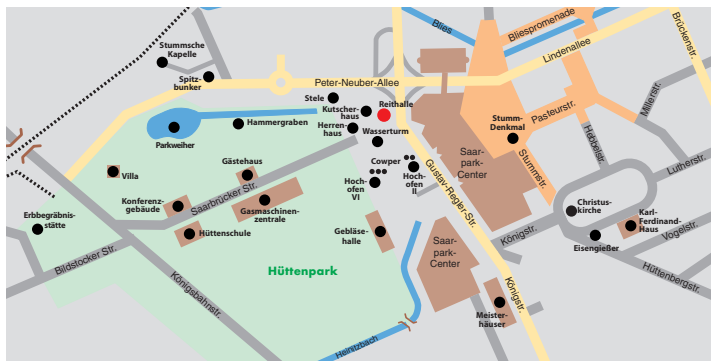 Stummsche
Kapelle
Spitz-
bunker
Blies
Bliespromenade
Lindenallee
Brückenstr.
Peter-Neuber-Allee
Stele
Kutscher-
haus
Reithalle
Herren-
haus
Wasserturm
Hammergraben
Parkweiher
Stumm-
Denkmal
Pasteurstr.
Millerstr.
Hebbelstr.
Lutherstr.
Stummstr.
Saar-
park-
Center
Gustav-Regler-Str.
Cowper
Hoch-
ofen
VI
Hoch-
ofen
II
Gästehaus
Villa
Saarbrücker Str.
Konferenz-
gebäude
Gasmaschinen-
zentrale
Hüttenschule
Erbbegräbnis-
stätte
Bildstocker Str.
Königsbahnstr.
Hüttenpark
Gebläse-
halle
Saar-
park-
Center
Heinitzbach
Meister-
häuser
Königstr.
Königstr.
Christus-
kirche
Karl-
Ferdinand-
Haus
Eisengießer
Vogelstr.
Hüttenbergstr.